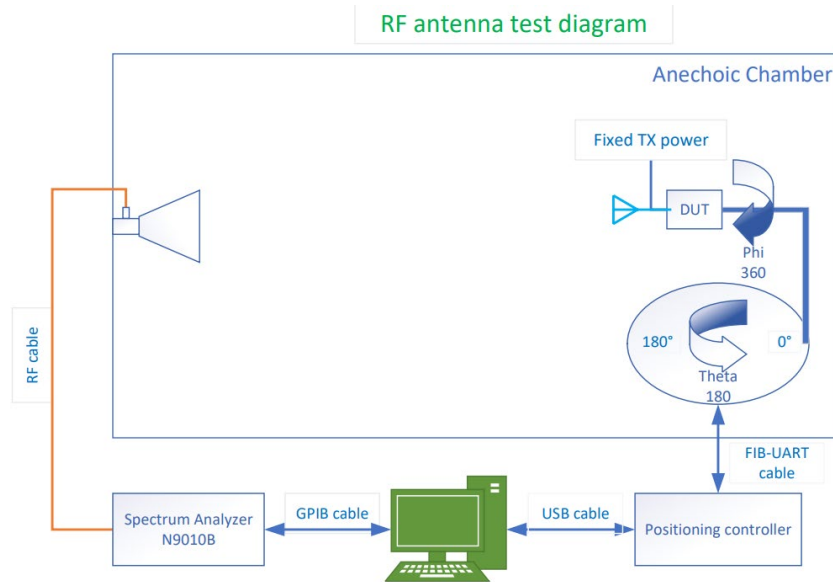 RF antenna test diagram
Anechoic Chamber
Fixed TX power
DUT
Phi
360
180°
0°
Theta
180
RF cable
FIB-UART
cable
Spectrum Analyzer
N9010B
GPIB cable
USB cable
Positioning controller